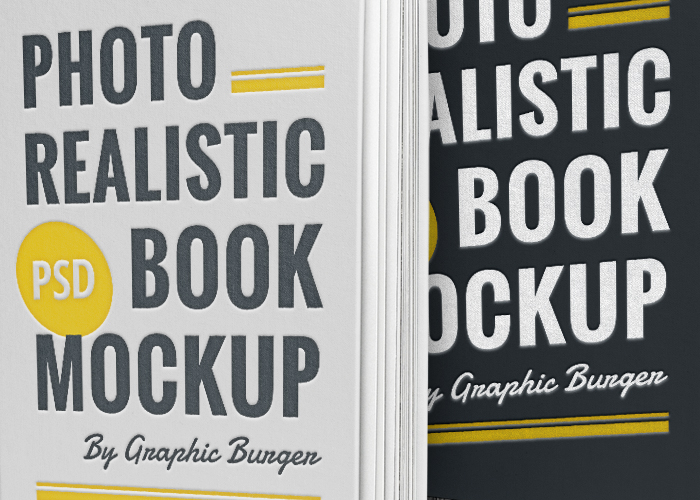 PHOTO
REALISTIC
PSD BOOK
MOCKUP
By Graphic Burger
OTO
ALISTIC
BOOK
OCKUP
y Graphic Burger